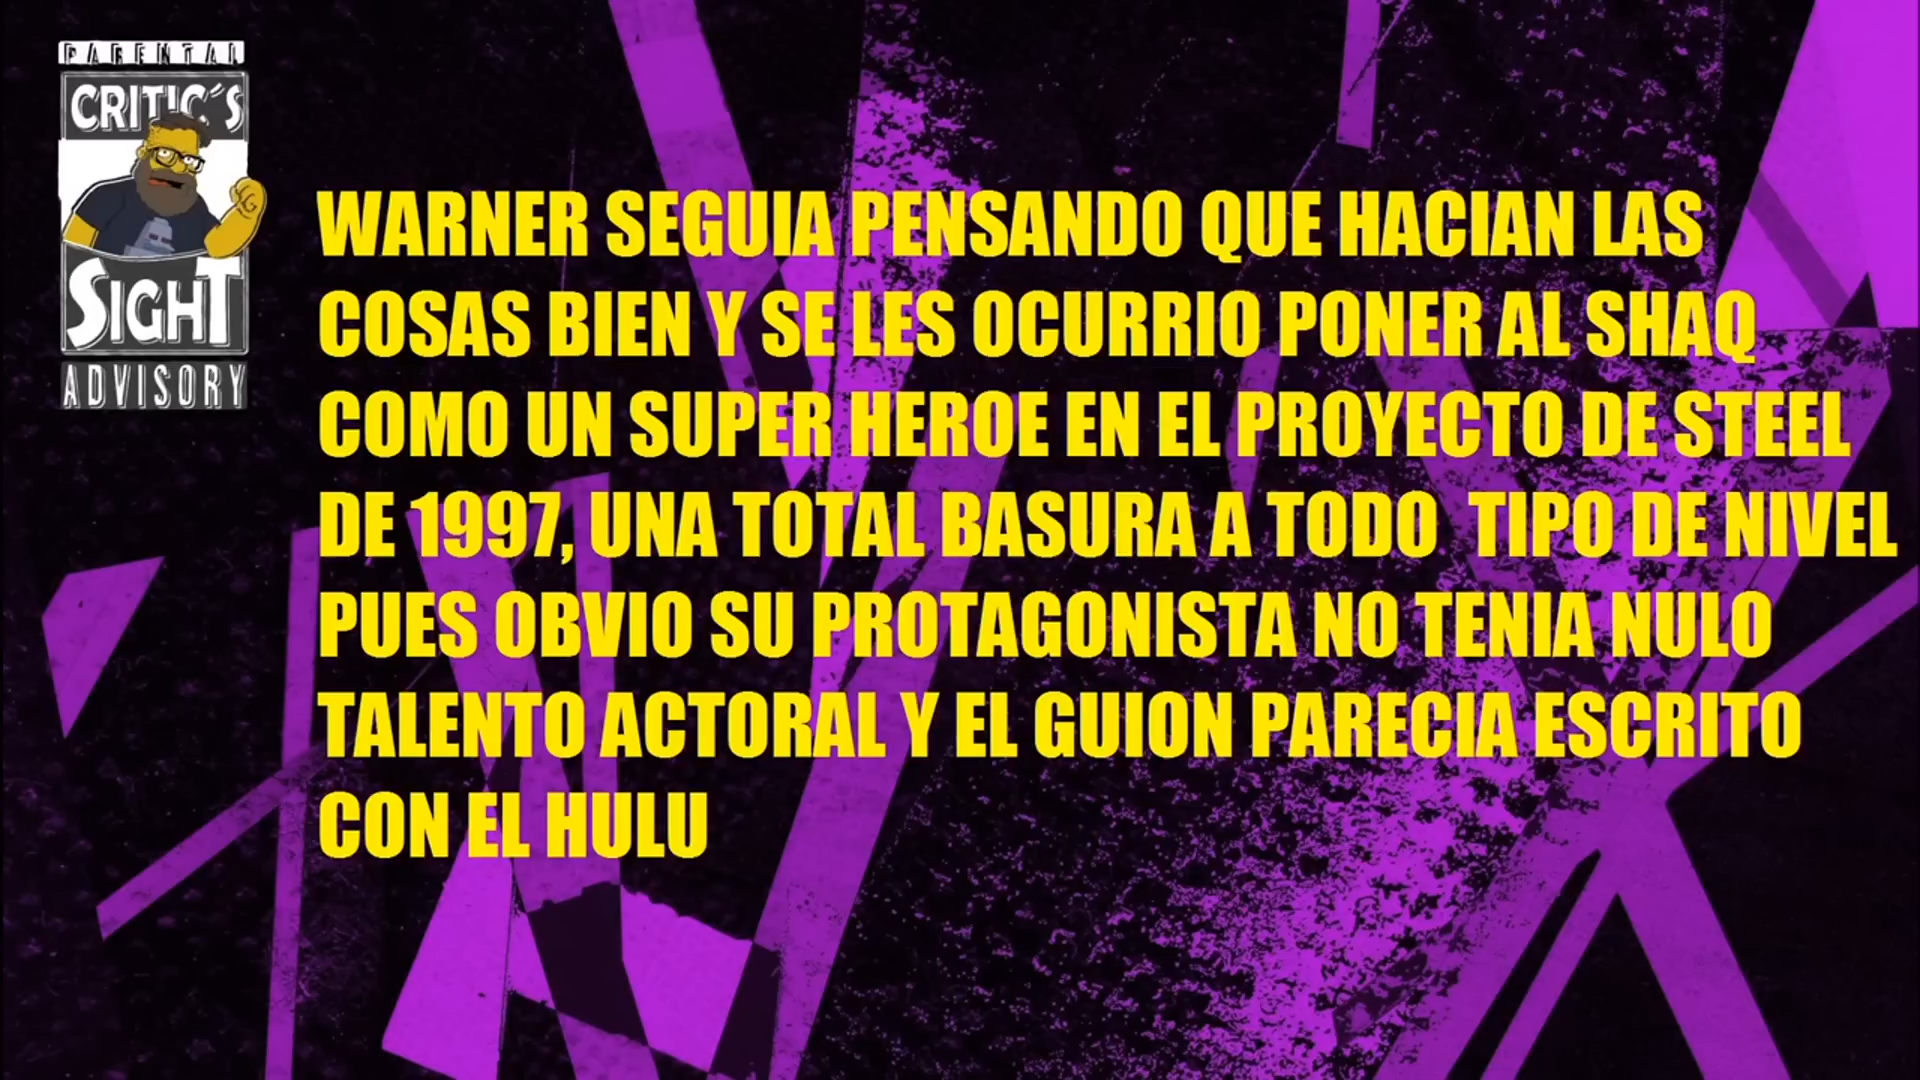 PARENTAL
CRITIC´S
SIGHT
ADVISORY
WARNER SEGUIA PENSANDO QUE HACIAN LAS
COSAS BIEN Y SE LES OCURRIO PONER AL SHAQ
COMO UN SUPER HEROE EN EL PROYECTO DE STEEL
DE 1997, UNA TOTAL BASURA A TODO  TIPO DE NIVEL
PUES OBVIO SU PROTAGONISTA NO TENIA NULO
TALENTO ACTORAL Y EL GUION PARECIA ESCRITO
CON EL HULU